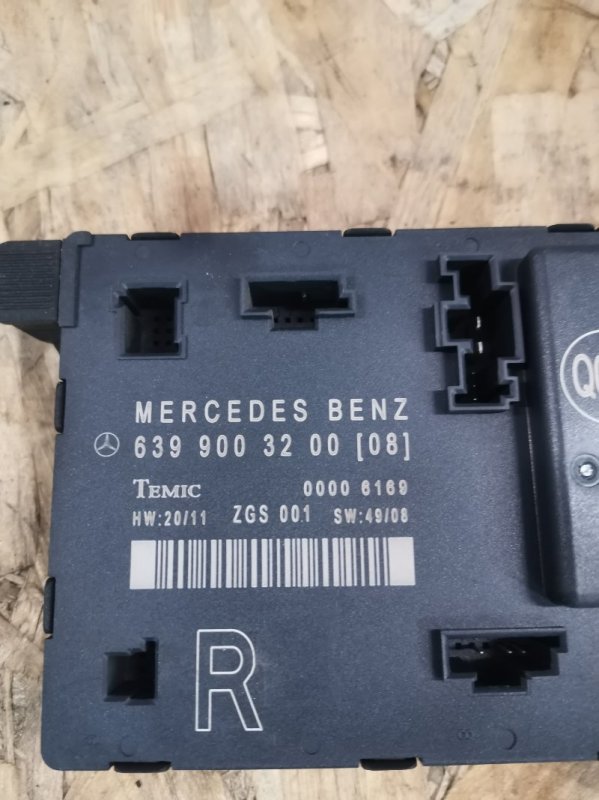 MERCEDES BENZ
639 900 32 00 [08]
TEMIC 0000 6169
HW:20/11 ZGS 001 SW:49/08
R